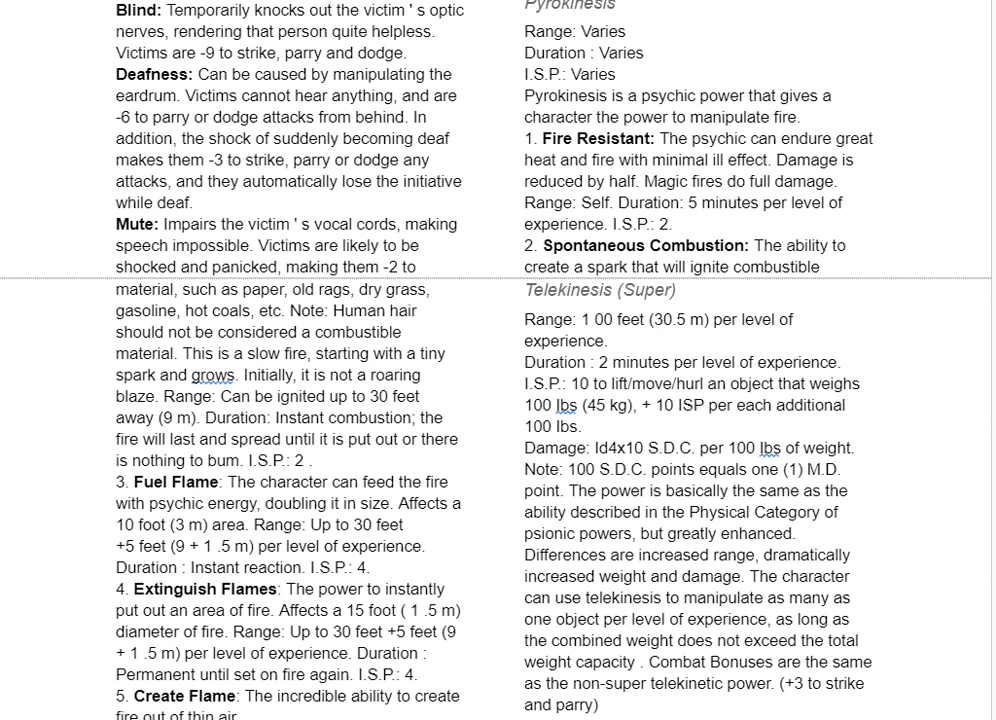 Blind: Temporarily knocks out the victim ' s optic
nerves, rendering that person quite helpless.
Victims are -9 to strike, parry and dodge.
Deafness: Can be caused by manipulating the
eardrum. Victims cannot hear anything, and are
-6 to parry or dodge attacks from behind. In
addition, the shock of suddenly becoming deaf
makes them -3 to strike, parry or dodge any
attacks, and they automatically lose the initiative
while deaf.
Mute: Impairs the victim ' s vocal cords, making
speech impossible. Victims are likely to be
shocked and panicked, making them -2 to
Pyrokinesis
Range: Varies
Duration : Varies
I.S.P.: Varies
Pyrokinesis is a psychic power that gives a
character the power to manipulate fire.
1. Fire Resistant: The psychic can endure great
heat and fire with minimal ill effect. Damage is
reduced by half. Magic fires do full damage.
Range: Self. Duration: 5 minutes per level of
experience. I.S.P.: 2.
2. Spontaneous Combustion: The ability to
create a spark that will ignite combustible
material, such as paper, old rags, dry grass,
gasoline, hot coals, etc. Note: Human hair
should not be considered a combustible
material. This is a slow fire, starting with a tiny
spark and grows. Initially, it is not a roaring
blaze. Range: Can be ignited up to 30 feet
away (9 m). Duration: Instant combustion; the
fire will last and spread until it is put out or there
is nothing to bum. I.S.P.: 2 .
3. Fuel Flame: The character can feed the fire
with psychic energy, doubling it in size. Affects a
10 foot (3 m) area. Range: Up to 30 feet
+5 feet (9 + 1 .5 m) per level of experience.
Duration : Instant reaction. I.S.P.: 4.
4. Extinguish Flames: The power to instantly
put out an area of fire. Affects a 15 foot ( 1 .5 m)
diameter of fire. Range: Up to 30 feet +5 feet (9
+ 1 .5 m) per level of experience. Duration :
Permanent until set on fire again. I.S.P.: 4.
5. Create Flame: The incredible ability to create
fire out of thin air
Telekinesis (Super)
Range: 1 00 feet (30.5 m) per level of
experience.
Duration : 2 minutes per level of experience.
I.S.P.: 10 to lift/move/hurl an object that weighs
100 lbs (45 kg), + 10 ISP per each additional
100 lbs.
Damage: ld4x10 S.D.C. per 100 lbs of weight.
Note: 100 S.D.C. points equals one (1) M.D.
point. The power is basically the same as the
ability described in the Physical Category of
psionic powers, but greatly enhanced.
Differences are increased range, dramatically
increased weight and damage. The character
can use telekinesis to manipulate as many as
one object per level of experience, as long as
the combined weight does not exceed the total
weight capacity . Combat Bonuses are the same
as the non-super telekinetic power. (+3 to strike
and parry)